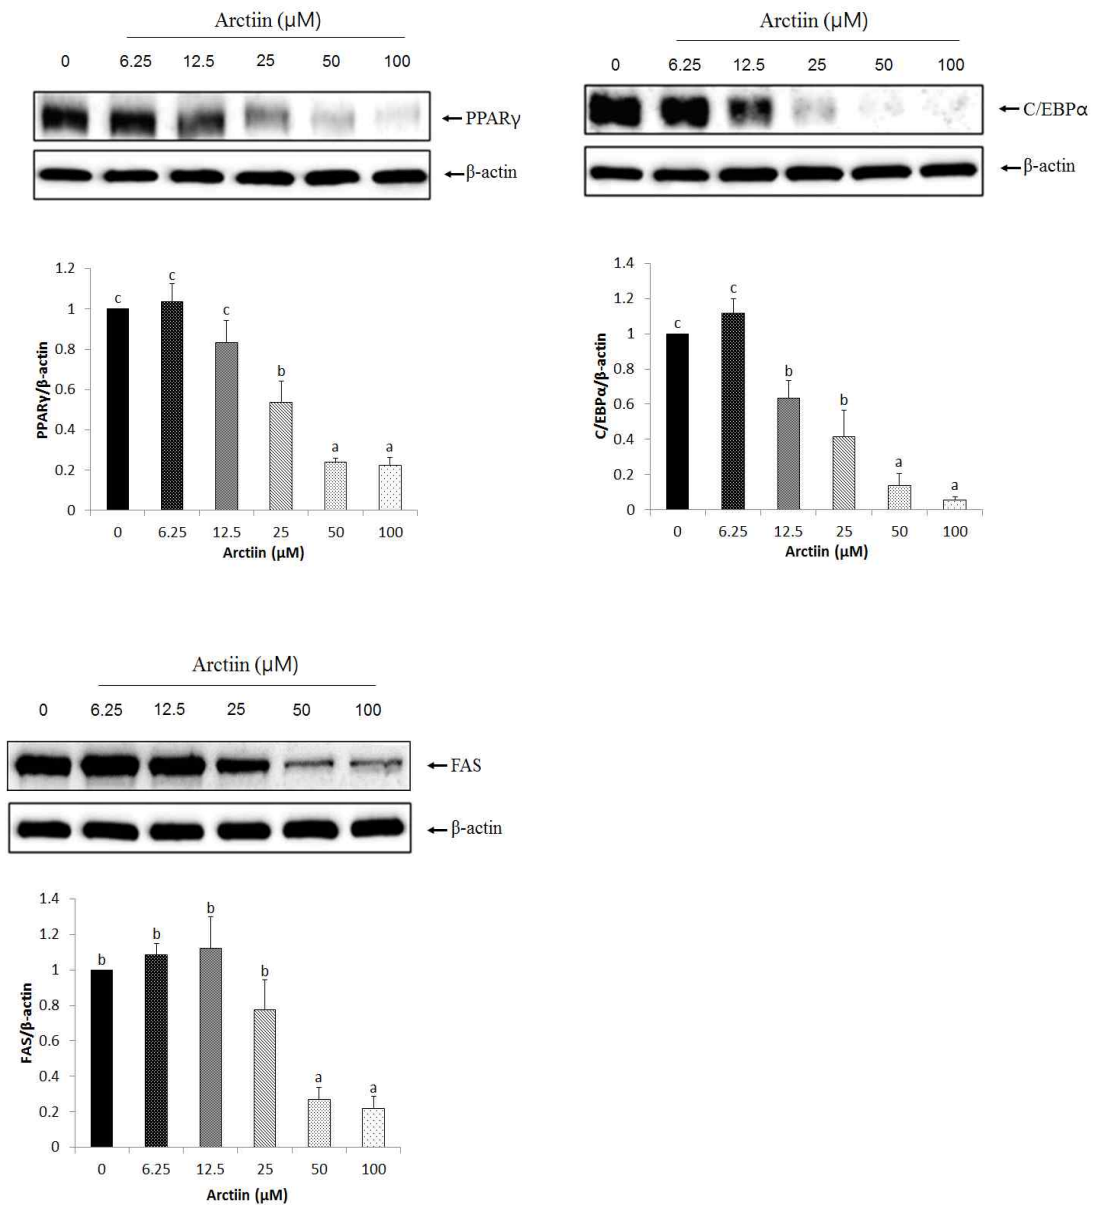 Arctiin (μM)
0 6.25 12.5 25 50 100
PPARγ
β-actin
1.2
1
0.8
0.6
0.4
0.2
0
PPARγ/β-actin
c c c b a a
0 6.25 12.5 25 50 100
Arctiin (μM)
Arctiin (μM)
0 6.25 12.5 25 50 100
C/EBPα
β-actin
1.4
1.2
1
0.8
0.6
0.4
0.2
0
C/EBPα/β-actin
c c b b a a
0 6.25 12.5 25 50 100
Arctiin (μM)
Arctiin (μM)
0 6.25 12.5 25 50 100
FAS
β-actin
1.4
1.2
1
0.8
0.6
0.4
0.2
0
FAS/β-actin
b b b b a a
0 6.25 12.5 25 50 100
Arctiin (μM)